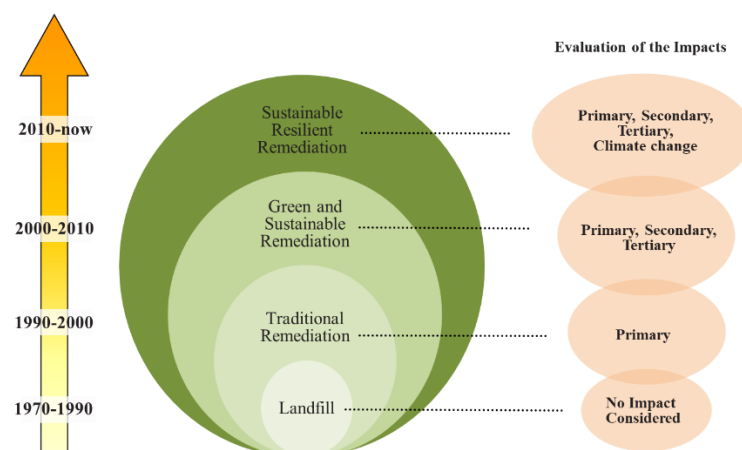 Evaluation of the Impacts
2010-now
Sustainable
Resilient
Remediation
Primary, Secondary,
Tertiary,
Climate change
2000-2010
Green and
Sustainable
Remediation
Primary, Secondary,
Tertiary
1990-2000
Traditional
Remediation
Primary
1970-1990
Landfill
No Impact
Considered